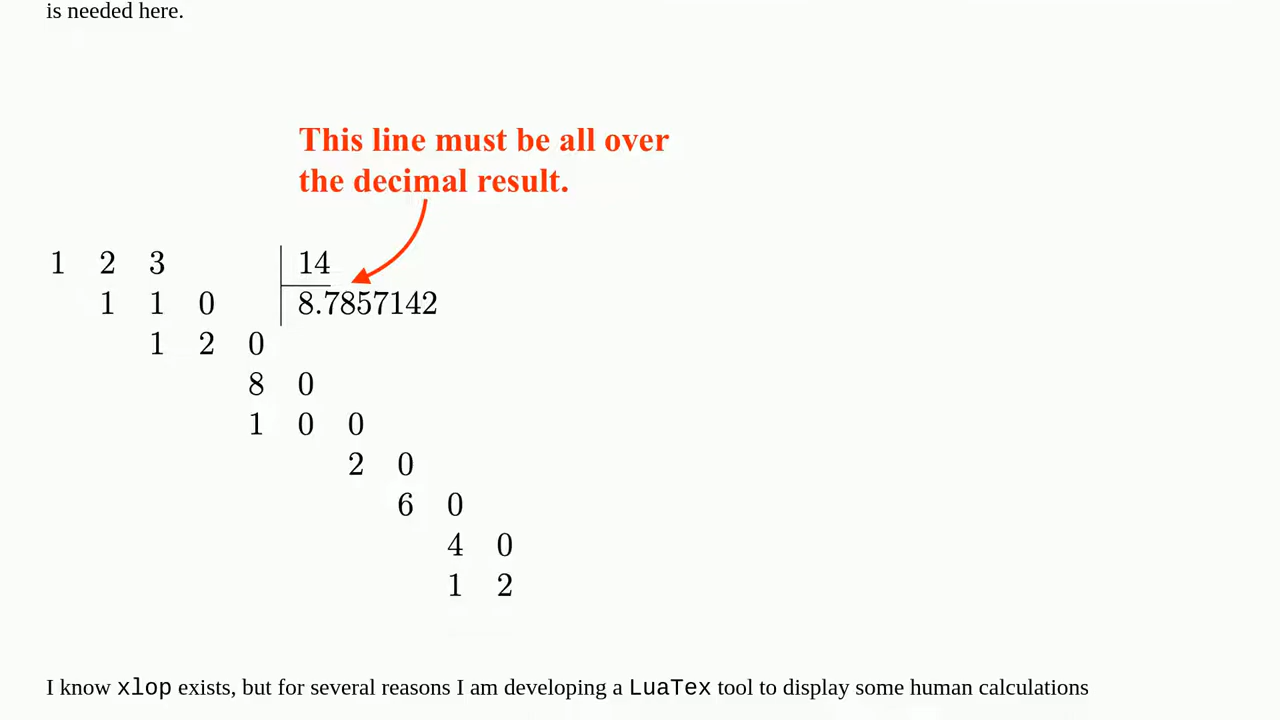 is needed here.
This line must be all over
the decimal result.
1 2 3 14
1 1 0 8.7857142
1 2 0
8 0
1 0 0
2 0
6 0
4 0
1 2
I know xlop exists, but for several reasons I am developing a LuaTex tool to display some human calculations